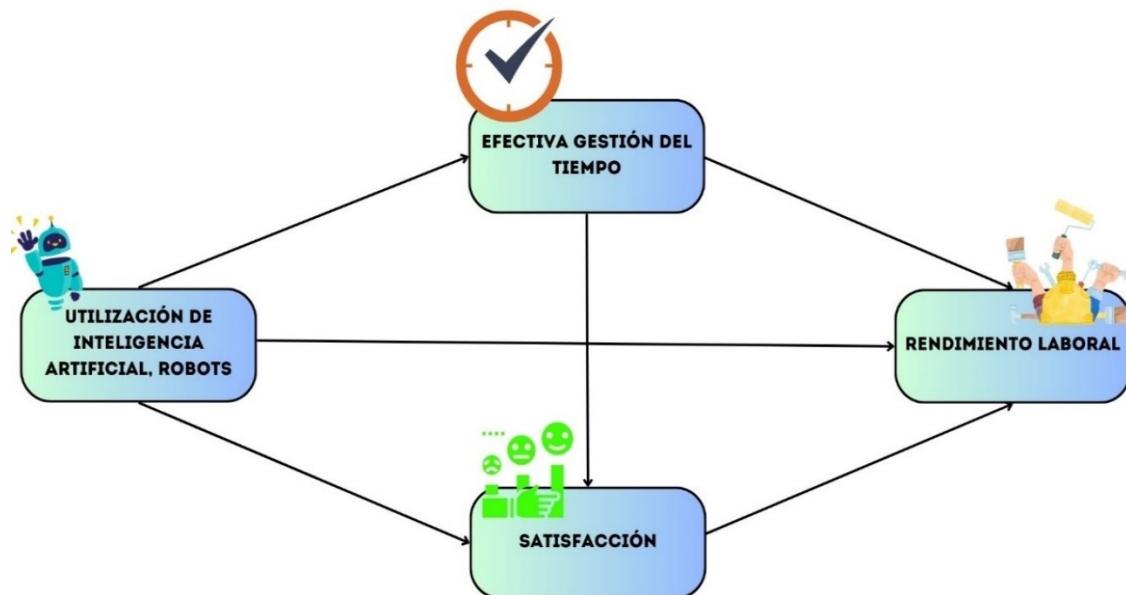 EFECTIVA GESTIÓN DEL
TIEMPO
UTILIZACIÓN DE
INTELIGENCIA
ARTIFICIAL, ROBOTS
RENDIMIENTO LABORAL
SATISFACCIÓN